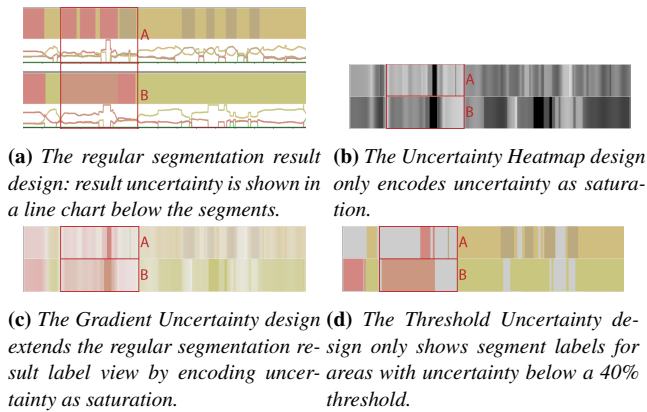 A
B
A
B
(a) The regular segmentation result
design: result uncertainty is shown in
a line chart below the segments.
(b) The Uncertainty Heatmap design
only encodes uncertainty as satura-
tion.
A
B
A
B
(c) The Gradient Uncertainty design
extends the regular segmentation re-
sult label view by encoding uncer-
tainty as saturation.
(d) The Threshold Uncertainty de-
sign only shows segment labels for
areas with uncertainty below a 40%
threshold.